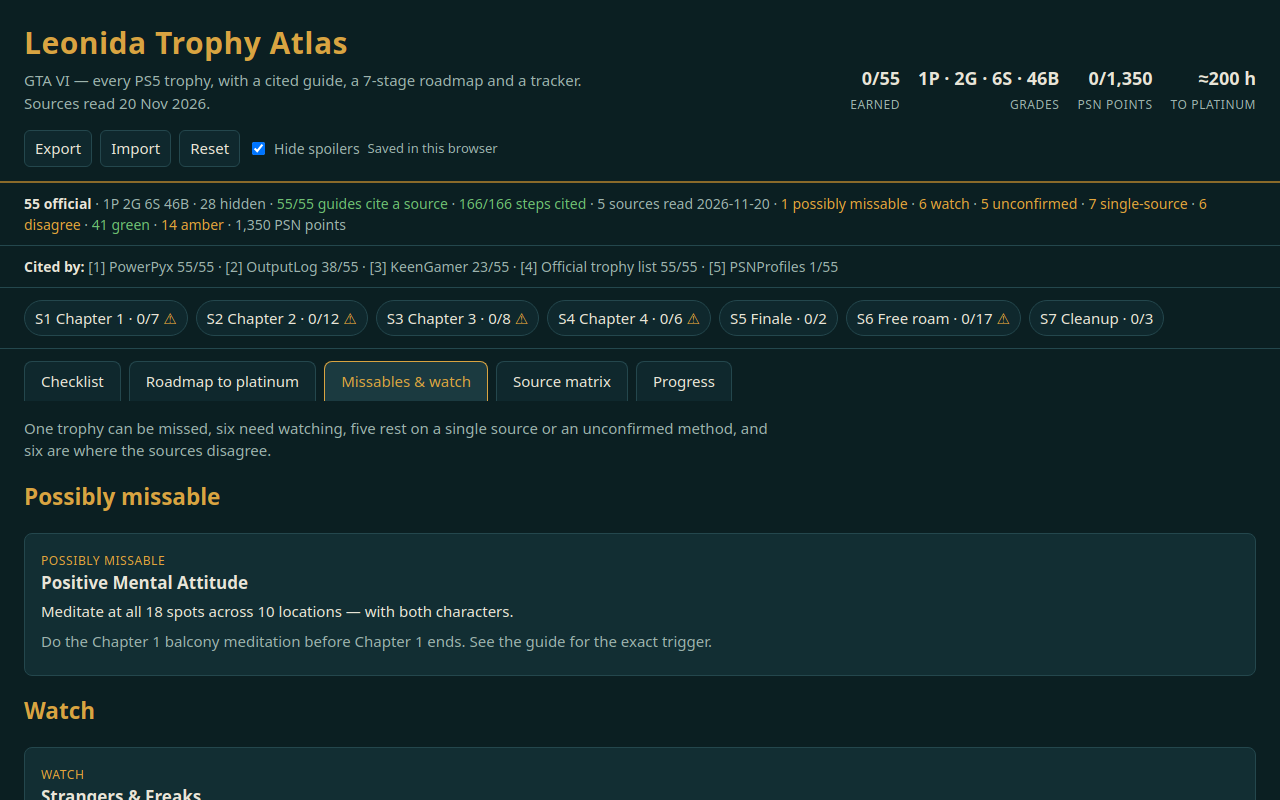 Leonida Trophy Atlas
GTA VI — every PS5 trophy, with a cited guide, a 7-stage roadmap and a tracker.
Sources read 20 Nov 2026.
0/55 1P · 2G · 6S · 46B 0/1,350 ≈200 h
EARNED GRADES PSN POINTS TO PLATINUM
Export Import Reset Hide spoilers Saved in this browser
55 official · 1P 2G 6S 46B · 28 hidden · 55/55 guides cite a source · 166/166 steps cited · 5 sources read 2026-11-20 · 1 possibly missable · 6 watch · 5 unconfirmed · 7 single-source · 6
disagree · 41 green · 14 amber · 1,350 PSN points
Cited by: [1] PowerPyx 55/55 · [2] OutputLog 38/55 · [3] KeenGamer 23/55 · [4] Official trophy list 55/55 · [5] PSNProfiles 1/55
S1 Chapter 1 · 0/7 ⚠ S2 Chapter 2 · 0/12 ⚠ S3 Chapter 3 · 0/8 ⚠ S4 Chapter 4 · 0/6 ⚠ S5 Finale · 0/2 S6 Free roam · 0/17 ⚠ S7 Cleanup · 0/3
Checklist Roadmap to platinum Missables & watch Source matrix Progress
One trophy can be missed, six need watching, five rest on a single source or an unconfirmed method, and
six are where the sources disagree.
Possibly missable
POSSIBLY MISSABLE
Positive Mental Attitude
Meditate at all 18 spots across 10 locations — with both characters.
Do the Chapter 1 balcony meditation before Chapter 1 ends. See the guide for the exact trigger.
Watch
WATCH
Strangers & Freaks